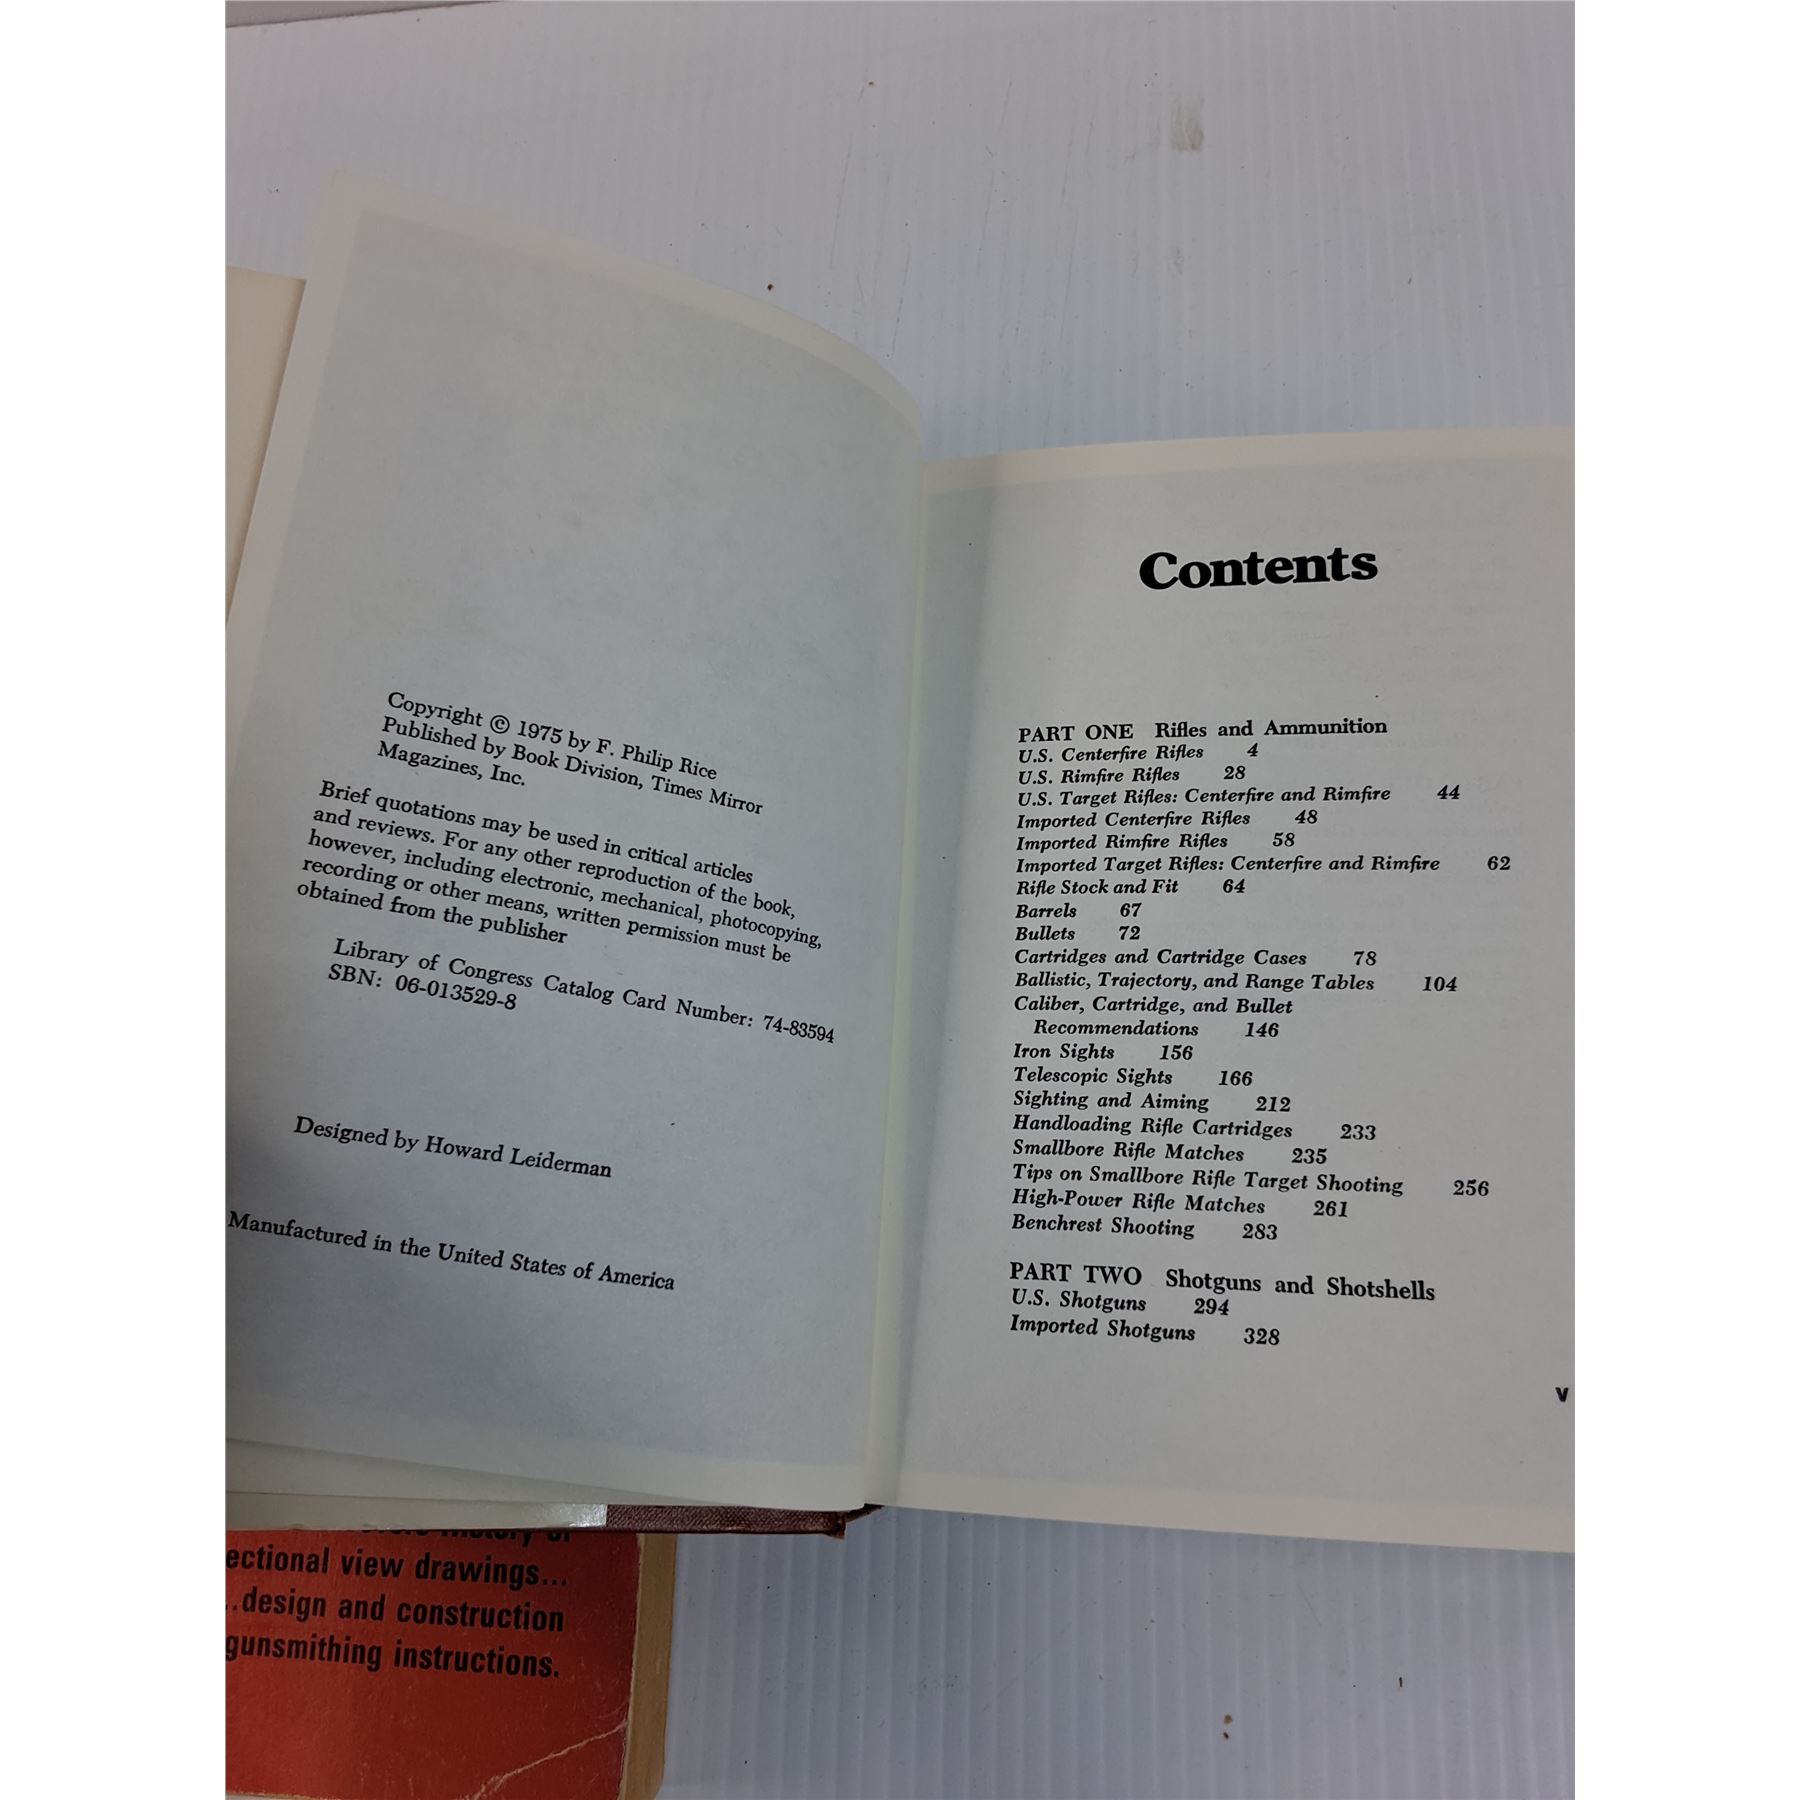 Copyright © 1975 by F. Philip Rice
Published by Book Division, Times Mirror
Magazines, Inc.
Brief quotations may be used in critical articles
and reviews. For any other reproduction of the book,
however, including electronic, mechanical, photocopying,
recording or other means, written permission must be
obtained from the publisher
Library of Congress Catalog Card Number: 74-83594
SBN: 06-013529-8
Designed by Howard Leiderman
Manufactured in the United States of America
Contents
PART ONE Rifles and Ammunition
U.S. Centerfire Rifles 4
U.S. Rimfire Rifles 28
U.S. Target Rifles: Centerfire and Rimfire 44
Imported Centerfire Rifles 48
Imported Rimfire Rifles 58
Imported Target Rifles: Centerfire and Rimfire 62
Rifle Stock and Fit 64
Barrels 67
Bullets 72
Cartridges and Cartridge Cases 78
Ballistic, Trajectory, and Range Tables 104
Caliber, Cartridge, and Bullet
Recommendations 146
Iron Sights 156
Telescopic Sights 166
Sighting and Aiming 212
Handloading Rifle Cartridges 233
Smallbore Rifle Matches 235
Tips on Smallbore Rifle Target Shooting 256
High-Power Rifle Matches 261
Benchrest Shooting 283
PART TWO Shotguns and Shotshells
U.S. Shotguns 294
Imported Shotguns 328
v
history of
ectional view drawings...
..design and construction
gunsmithing instructions.